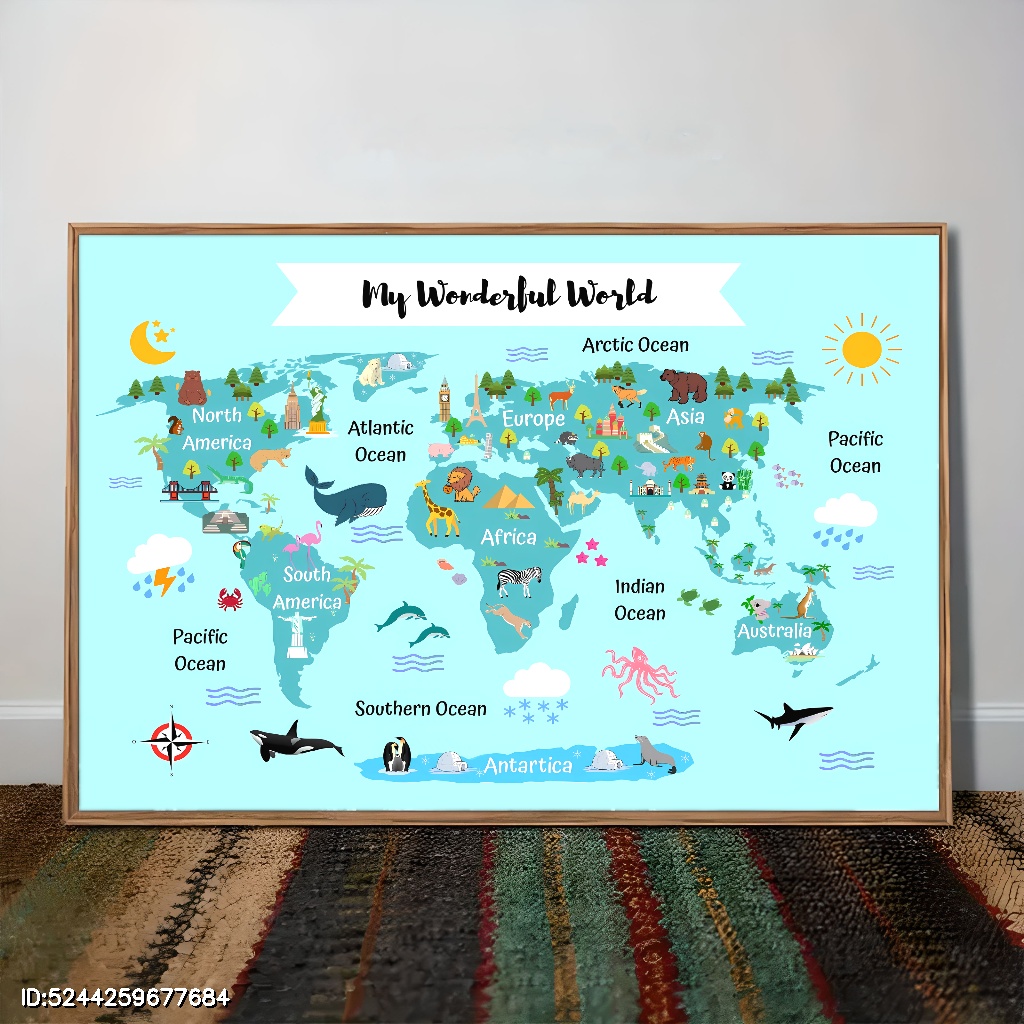 My Wonderful World
Arctic Ocean
North
America
Atlantic
Ocean
Europe
Asia
Pacific
Ocean
Africa
South
America
Indian
Ocean
Australia
Pacific
Ocean
Southern Ocean
Antartica
N
ID:5244259677684